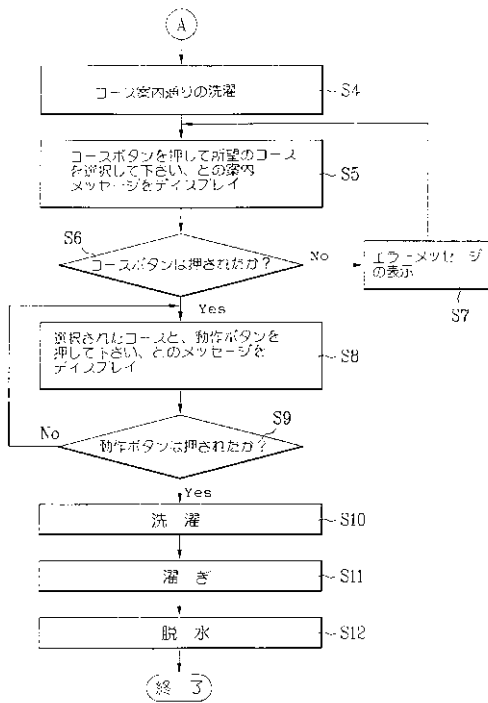 A
コース案内通りの洗濯
S4
コースボタンを押して所望のコース
を選択して下さい、との案内
メッセージをディスプレイ
S5
S6
コースボタンは押されたか?
No
エラーメッセージ
の表示
S7
Yes
選択されたコースと、動作ボタンを
押して下さい、とのメッセージを
ディスプレイ
S8
S9
No
動作ボタンは押されたか?
Yes
洗 濯
S10
濯 ぎ
S11
脱 水
S12
終 了